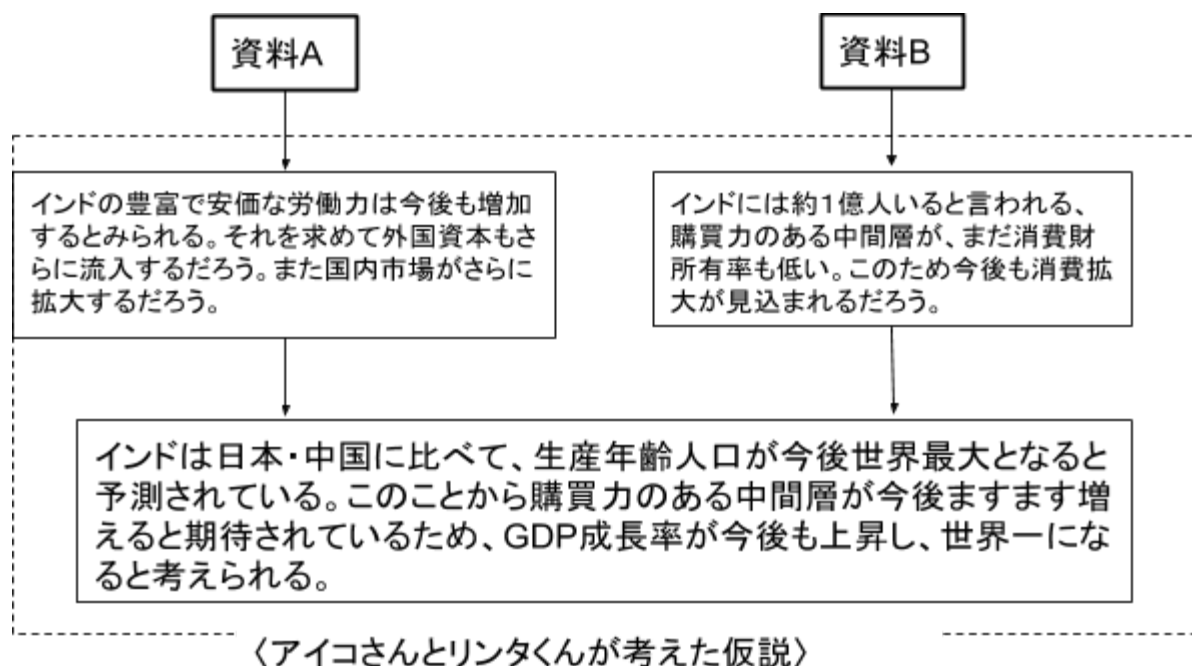 資料A
資料B
インドの豊富で安価な労働力は今後も増加
するとみられる。それを求めて外国資本もさ
らに流入するだろう。また国内市場がさらに
拡大するだろう。
インドには約1億人いると言われる、
購買力のある中間層が、まだ消費財
所有率も低い。このため今後も消費拡
大が見込まれるだろう。
インドは日本・中国に比べて、生産年齢人口が今後世界最大となると
予測されている。このことから購買力のある中間層が今後ますます増
えると期待されているため、GDP成長率が今後も上昇し、世界一にな
ると考えられる。
〈アイコさんとリンタくんが考えた仮説〉